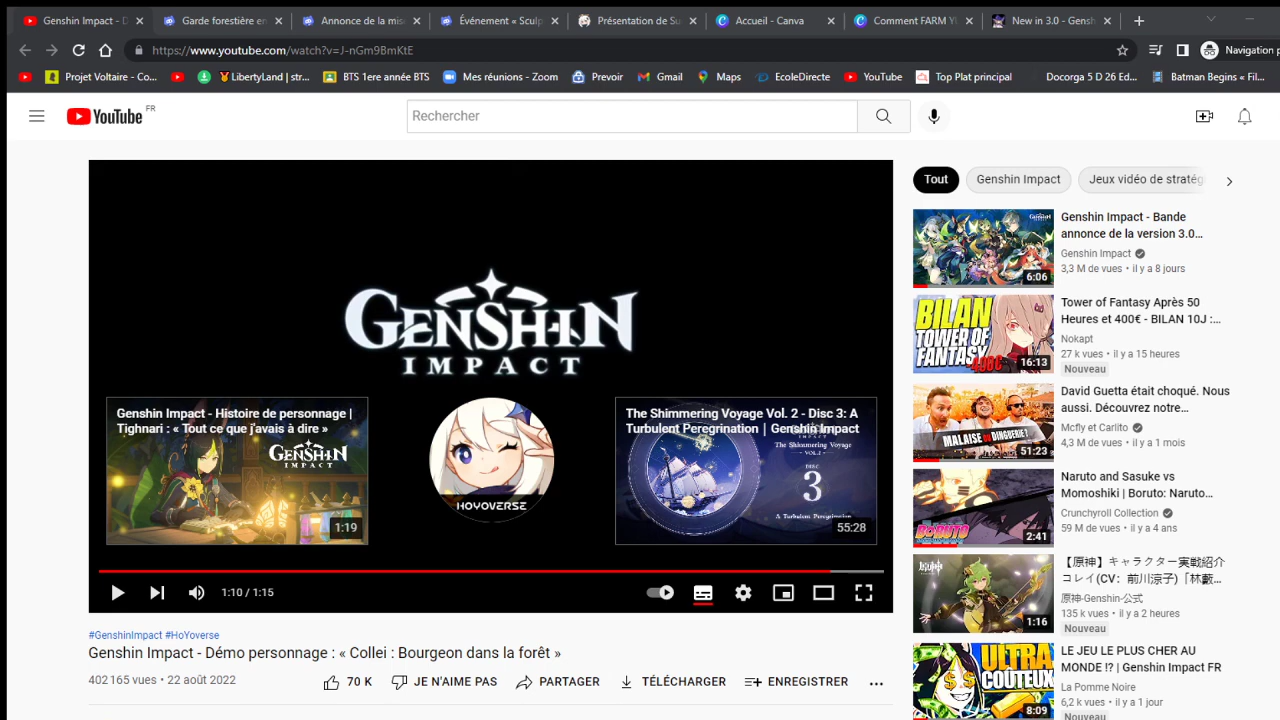 Genshin Impact - D
Garde forestière en
Annonce de la mise
Événement « Sculp
Présentation de Su
Accueil - Canva
Comment FARM Y
New in 3.0 - Gensh
https://www.youtube.com/watch?v=J-nGm9BmKtE
Navigation p
Projet Voltaire - Co...
LibertyLand | str...
BTS 1ere année BTS
Mes réunions - Zoom
Prevoir
Gmail
Maps
EcoleDirecte
YouTube
Top Plat principal
Docorga 5 D 26 Ed...
Batman Begins « Fil...
YouTube FR
Rechercher
GENSHIN
IMPACT
Genshin Impact - Histoire de personnage |
Tighnari : « Tout ce que j'avais à dire »
GENSHIN
IMPACT
1:19
HOYOVERSE
The Shimmering Voyage Vol. 2 - Disc 3: A
Turbulent Peregrination | Genshin Impact
The Shimmering Voyage
DISC
3
A Turbulent Peregrination
55:28
1:10 / 1:15
#GenshinImpact #HoYoverse
Genshin Impact - Démo personnage : « Collei : Bourgeon dans la forêt »
402 165 vues • 22 août 2022
70 K
JE N'AIME PAS
PARTAGER
TÉLÉCHARGER
ENREGISTRER
Tout
Genshin Impact
Jeux vidéo de stratég
GENSHIN
6:06
Genshin Impact - Bande
annonce de la version 3.0...
Genshin Impact
3,3 M de vues • il y a 8 jours
BILAN
TOWER OF
FANTASY
400€
16:13
Tower of Fantasy Après 50
Heures et 400€ - BILAN 10J :...
Nokapt
27 k vues • il y a 15 heures
Nouveau
MALAISE ou DINGUERIE ?
51:23
David Guetta était choqué. Nous
aussi. Découvrez notre...
Mcfly et Carlito
4,3 M de vues • il y a 1 mois
BORUTO
2:41
Naruto and Sasuke vs
Momoshiki | Boruto: Naruto...
Crunchyroll Collection
59 M de vues • il y a 4 ans
1:16
【原神】キャラクター実戦紹介
コレイ(CV：前川涼子)「林藪...
原神-Genshin-公式
135 k vues • il y a 2 heures
Nouveau
ULTRA
COÛTEUX
8:09
LE JEU LE PLUS CHER AU
MONDE !? | Genshin Impact FR
La Pomme Noire
6,2 k vues • il y a 1 jour
Nouveau